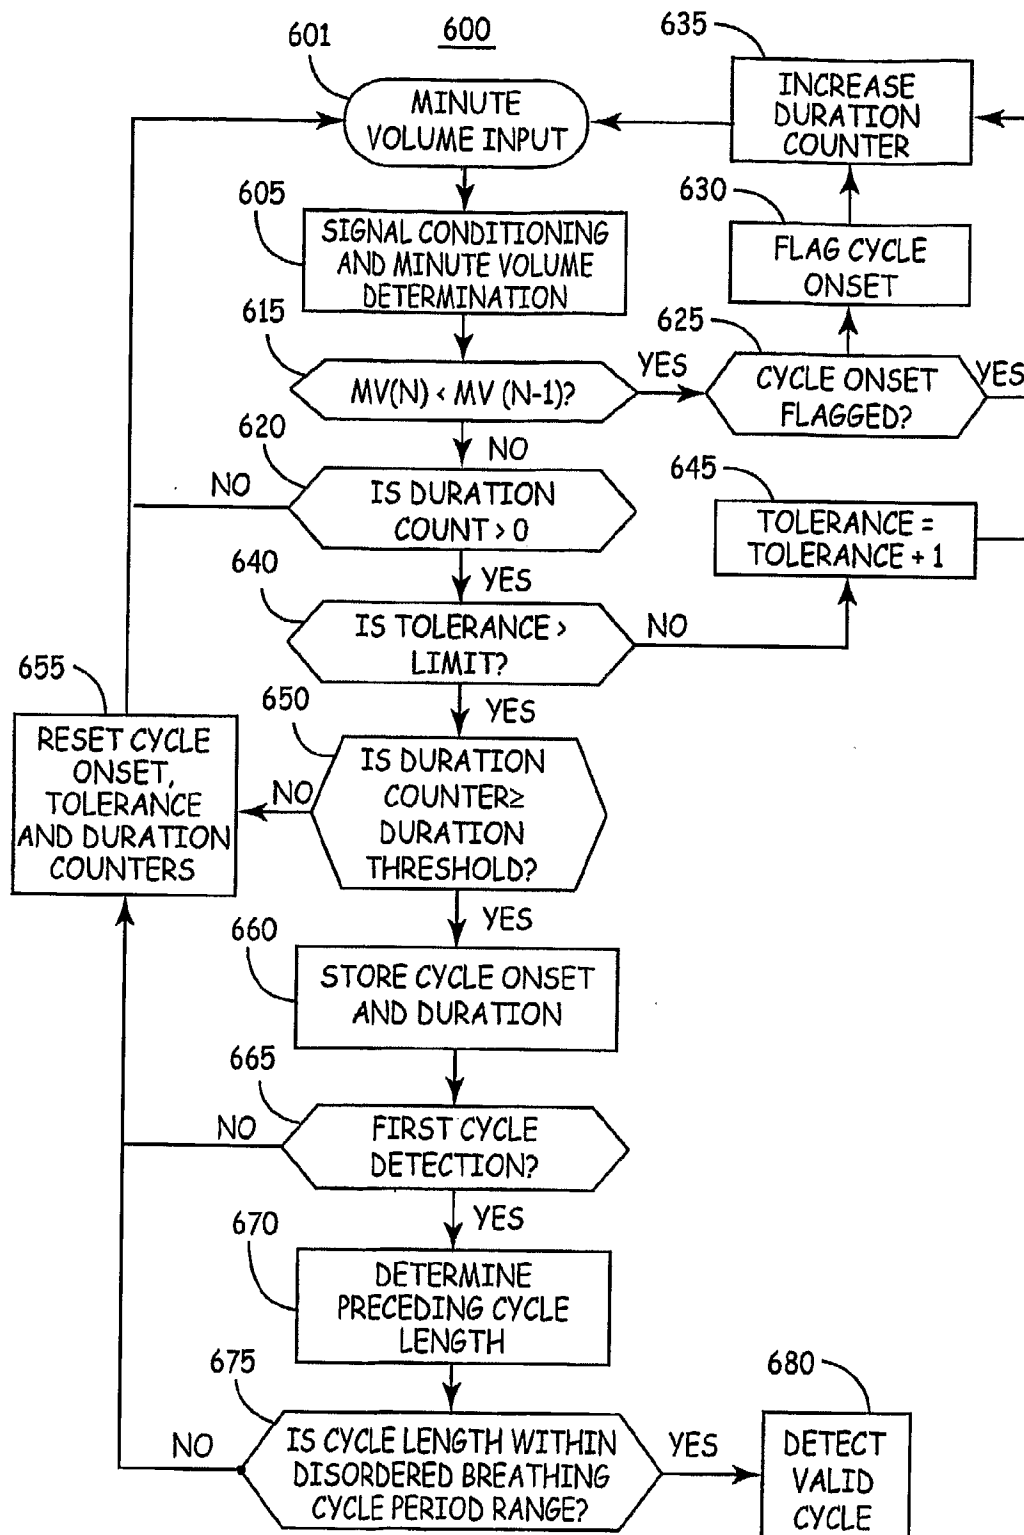 600
601
MINUTE
VOLUME INPUT
635
INCREASE
DURATION
COUNTER
605
SIGNAL CONDITIONING
AND MINUTE VOLUME
DETERMINATION
630
FLAG CYCLE
ONSET
615
MV(N) < MV (N-1)?
YES
625
CYCLE ONSET
FLAGGED?
YES
NO
620
IS DURATION
COUNT > 0
NO
YES
645
TOLERANCE =
TOLERANCE + 1
640
IS TOLERANCE >
LIMIT?
NO
YES
655
RESET CYCLE
ONSET,
TOLERANCE
AND DURATION
COUNTERS
650
IS DURATION
COUNTER≥
DURATION
THRESHOLD?
NO
YES
660
STORE CYCLE ONSET
AND DURATION
665
FIRST CYCLE
DETECTION?
NO
YES
670
DETERMINE
PRECEDING CYCLE
LENGTH
675
IS CYCLE LENGTH WITHIN
DISORDERED BREATHING
CYCLE PERIOD RANGE?
NO
YES
680
DETECT
VALID
CYCLE